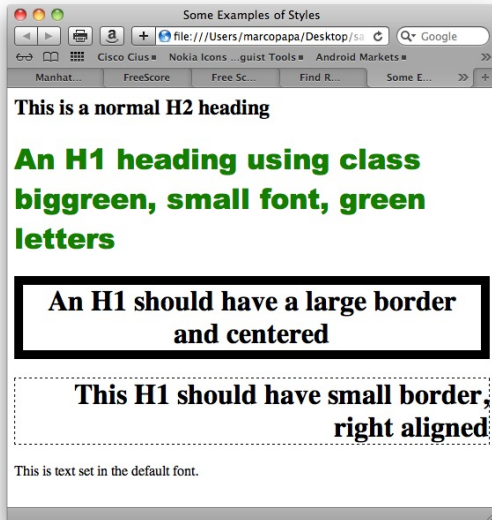 Some Examples of Styles
file:///Users/marcopapa/Desktop/sa
Google
Cisco Cius Nokia Icons ...guist Tools Android Markets
Manhat... FreeScore Free Sc... Find R... Some E...
This is a normal H2 heading
An H1 heading using class
biggreen, small font, green
letters
An H1 should have a large border
and centered
This H1 should have small border,
right aligned
This is text set in the default font.